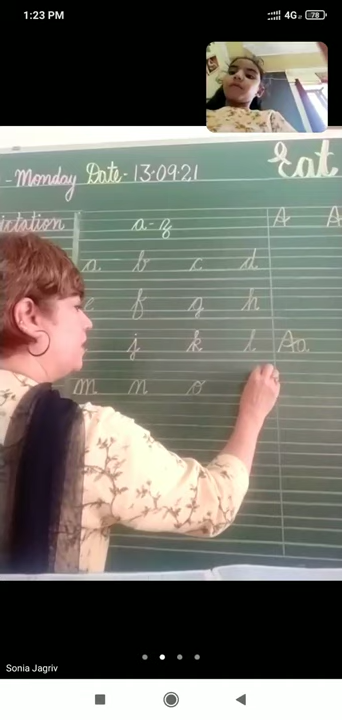 1:23 PM 4G 78
- Monday Date - 13.09.21 Eat
ictation a-z A A
a b c d
e f g h
j k l Aa
m n o
Sonia Jagriv